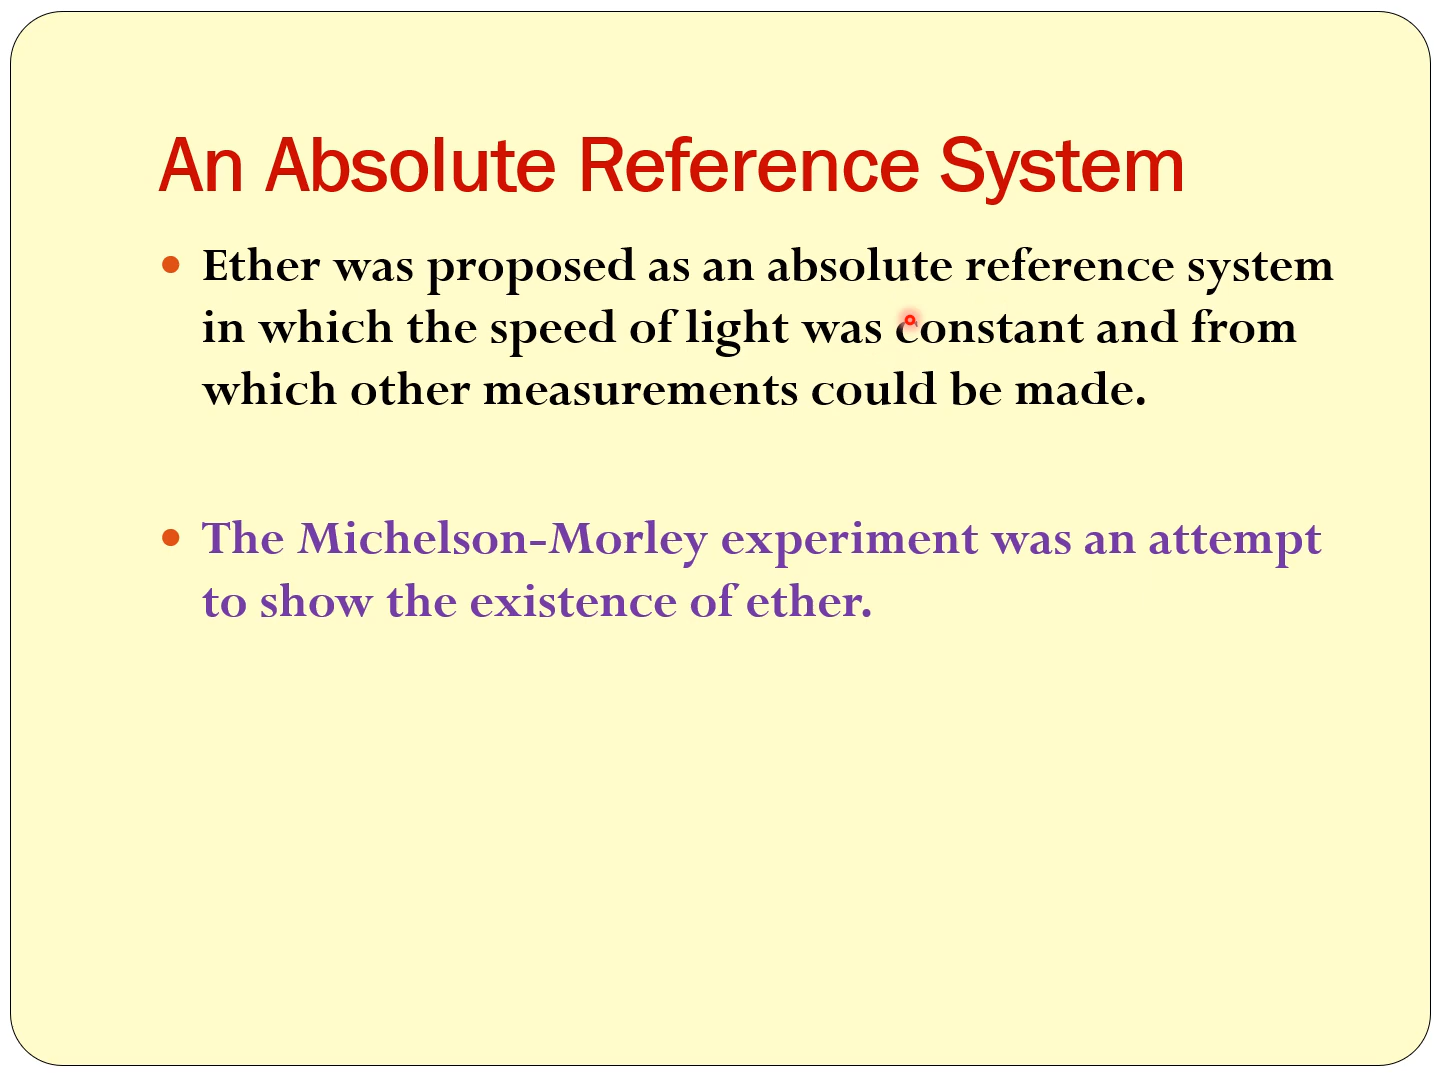 An Absolute Reference System
Ether was proposed as an absolute reference system
in which the speed of light was constant and from
which other measurements could be made.
The Michelson-Morley experiment was an attempt
to show the existence of ether.